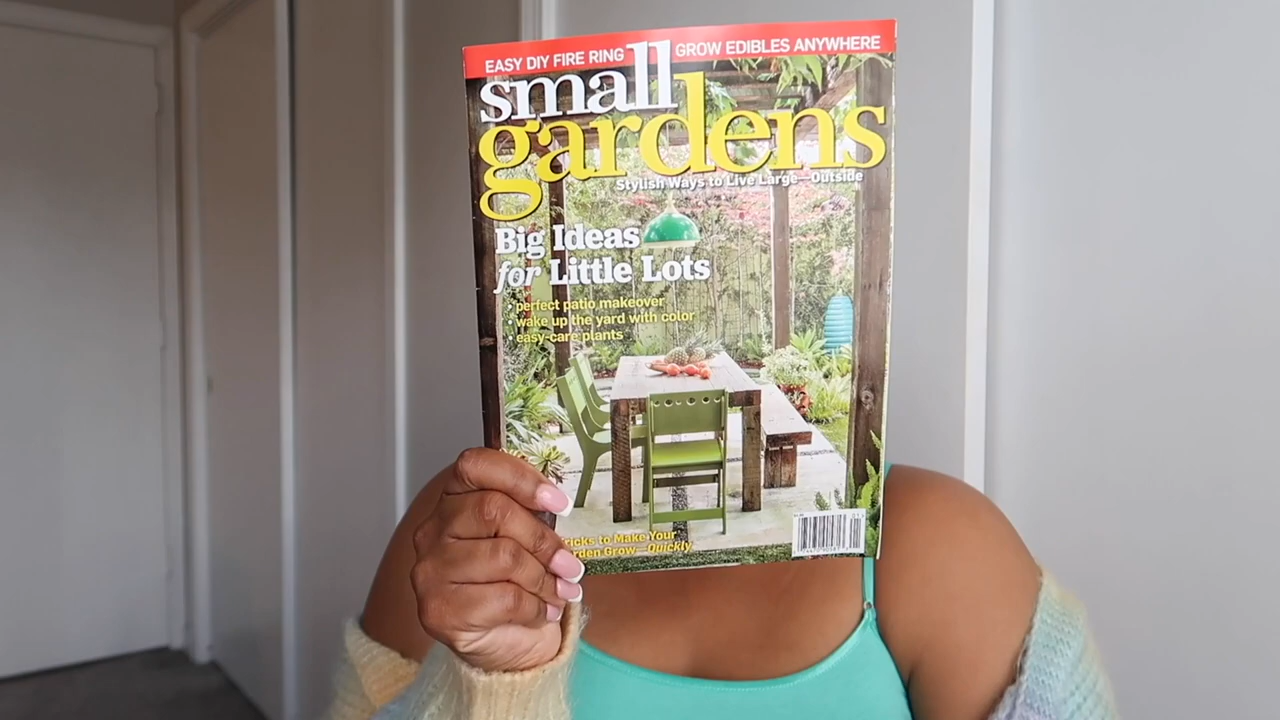 EASY DIY FIRE RING
GROW EDIBLES ANYWHERE
small
gardens
Stylish Ways to Live Large—Outside
Big Ideas
for Little Lots
• perfect patio makeover
• wake up the yard with color
• easy-care plants
Tricks to Make Your
rden Grow—Quickly